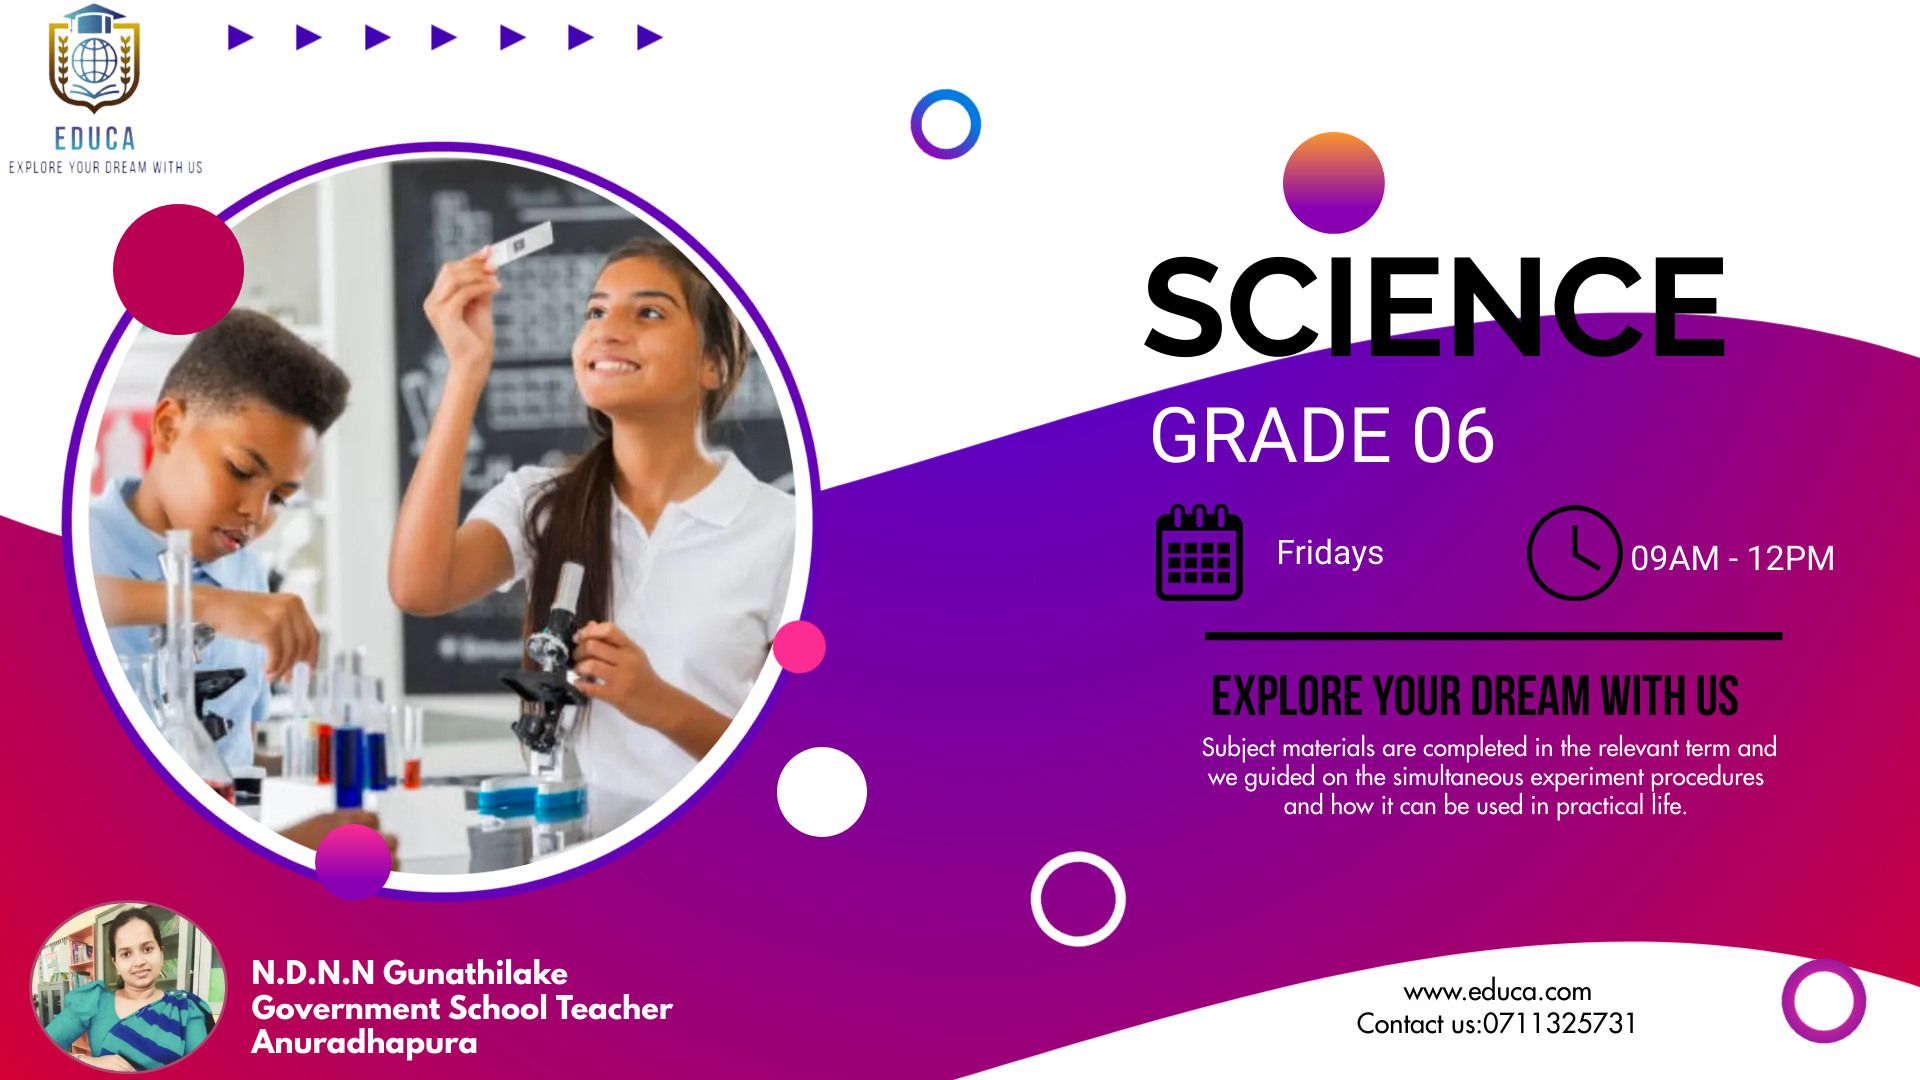 EDUCA
EXPLORE YOUR DREAM WITH US
SCIENCE
GRADE 06
Fridays
09AM - 12PM
EXPLORE YOUR DREAM WITH US
Subject materials are completed in the relevant term and
we guided on the simultaneous experiment procedures
and how it can be used in practical life.
N.D.N.N Gunathilake
Government School Teacher
Anuradhapura
www.educa.com
Contact us:0711325731